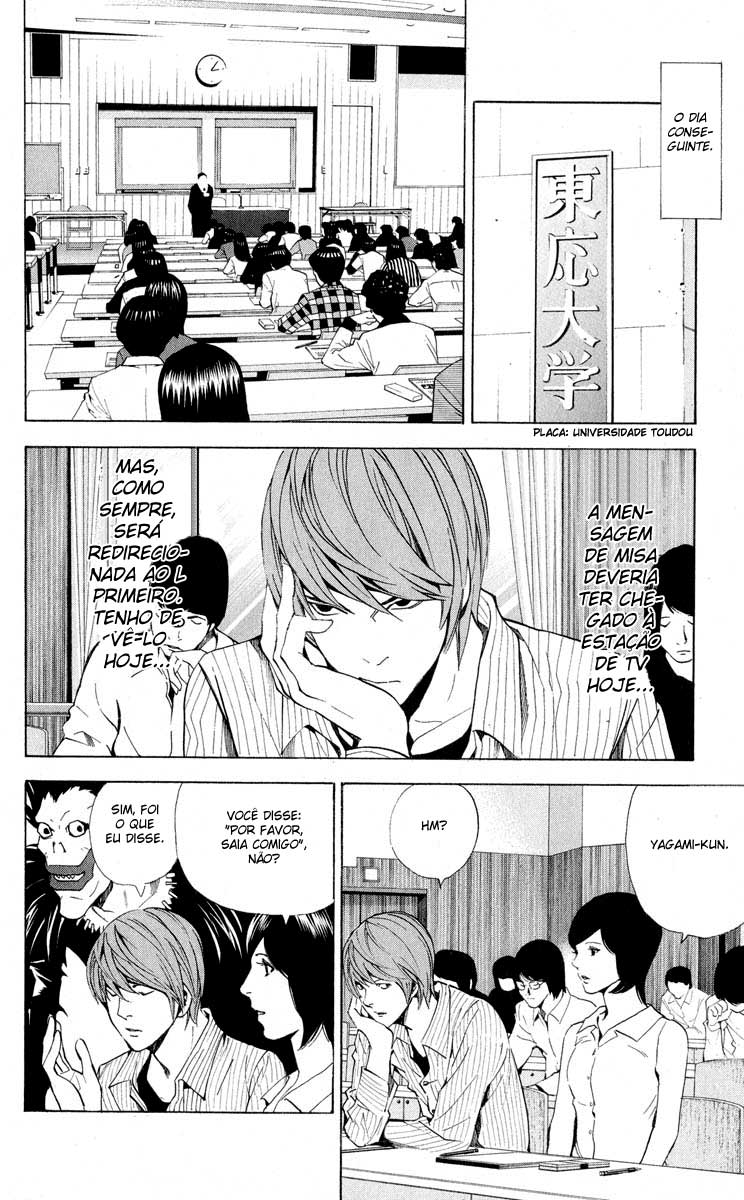 O DIA
CONSE-
GUINTE.
東応大学
PLACA: UNIVERSIDADE TOUDOU
A MEN-
SAGEM
DE MISA
DEVERIA
TER CHE-
GADO À
ESTAÇÃO
DE TV
HOJE...
MAS,
COMO
SEMPRE,
SERÁ
REDIREGIO-
NADA AO L
PRIMEIRO.
TENHO DE
VÊ-LO
HOJE...
YAGAMI-KUN.
HM?
VOCÊ DISSE:
"POR FAVOR,
SAIA COMIGO",
NÃO?
SIM, FOI
O QUE
EU DISSE.